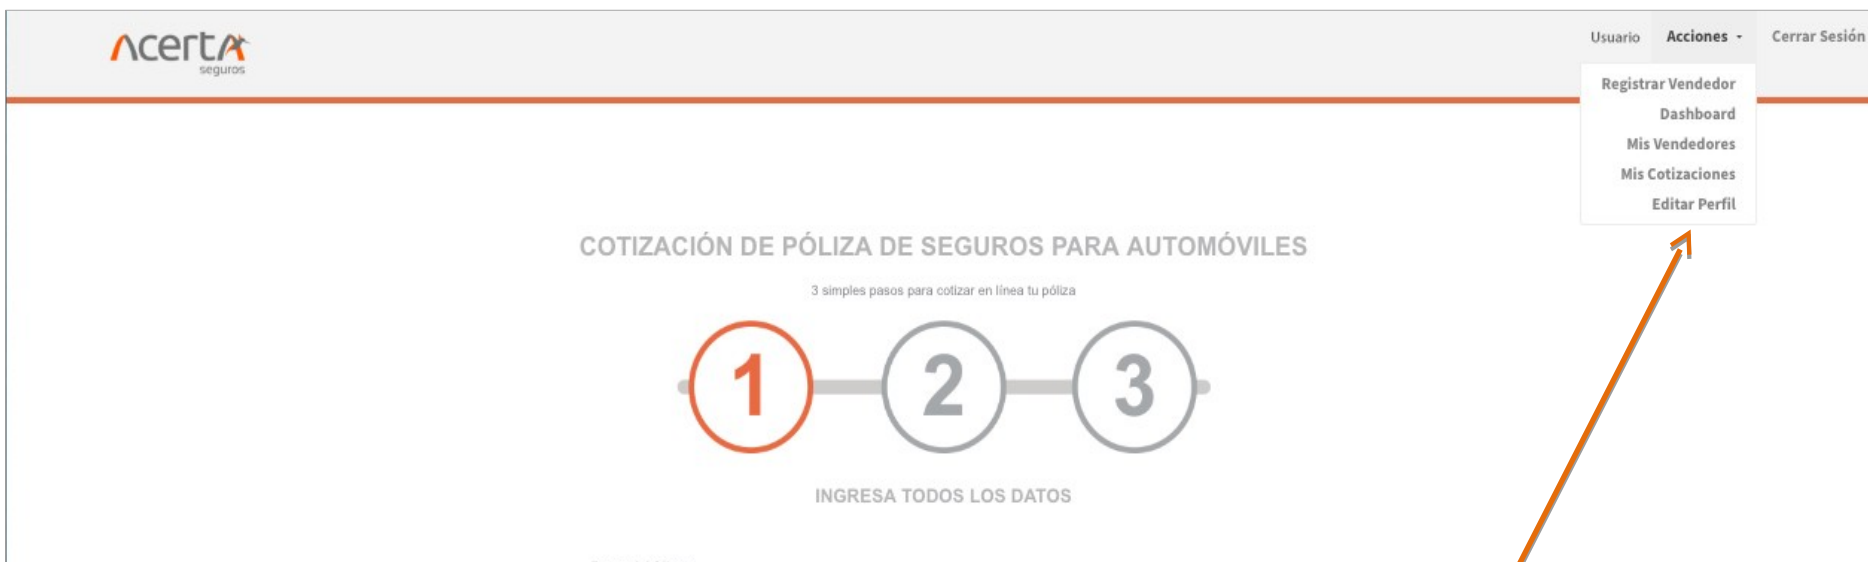 Acerta
seguros
Usuario Acciones Cerrar Sesión
Registrar Vendedor
Dashboard
Mis Vendedores
Mis Cotizaciones
Editar Perfil
COTIZACIÓN DE PÓLIZA DE SEGUROS PARA AUTOMÓVILES
3 simples pasos para cotizar en línea tu póliza
1 2 3
INGRESA TODOS LOS DATOS